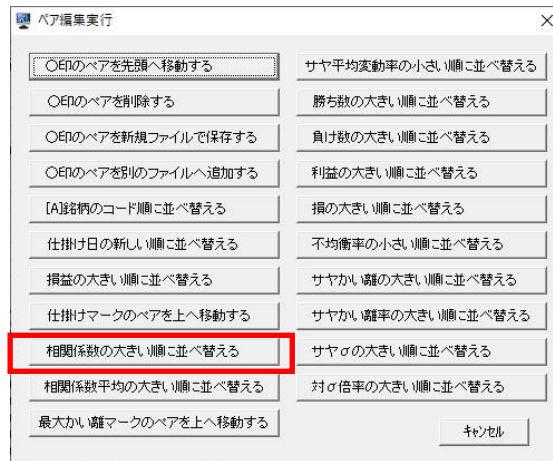 ペア編集実行
〇印のペアを先頭へ移動する
〇印のペアを削除する
〇印のペアを新規ファイルで保存する
〇印のペアを別のファイルへ追加する
[A]銘柄のコード順に並べ替える
仕掛け日の新しい順に並べ替える
損益の大きい順に並べ替える
仕掛けマークのペアを上へ移動する
相関係数の大きい順に並べ替える
相関係数平均の大きい順に並べ替える
最大かい離マークのペアを上へ移動する
サヤ平均変動率の小さい順に並べ替える
勝ち数の大きい順に並べ替える
負け数の大きい順に並べ替える
利益の大きい順に並べ替える
損の大きい順に並べ替える
不均衡率の小さい順に並べ替える
サヤかい離の大きい順に並べ替える
サヤかい離率の大きい順に並べ替える
サヤσの大きい順に並べ替える
対σ倍率の大きい順に並べ替える
キャンセル